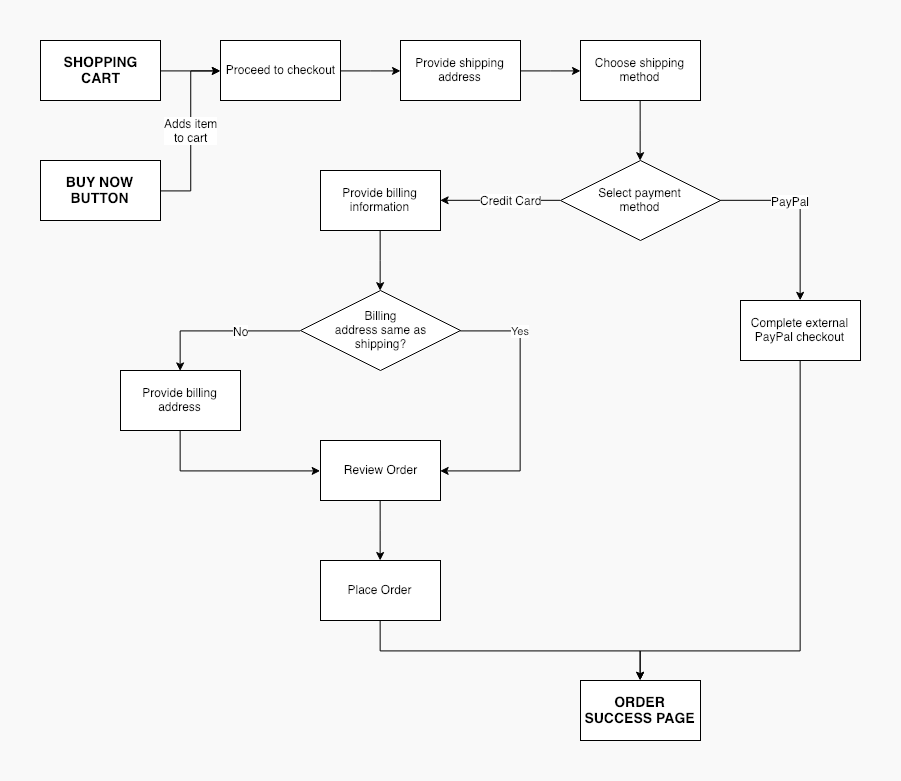 SHOPPING
CART
Proceed to checkout
Provide shipping
address
Choose shipping
method
Adds item
to cart
BUY NOW
BUTTON
Provide billing
information
Credit Card
Select payment
method
PayPal
Billing
address same as
shipping?
No
Yes
Complete external
PayPal checkout
Provide billing
address
Review Order
Place Order
ORDER
SUCCESS PAGE